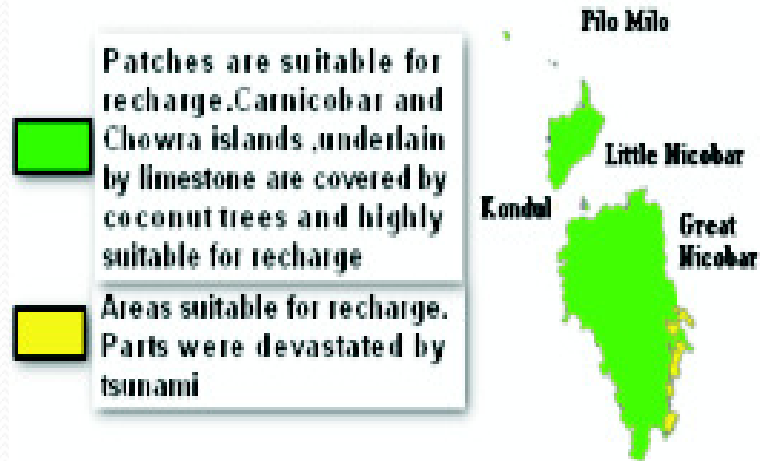 Patches are suitable for
recharge.Carnicobar and
Chowra islands ,underlain
by limestone are covered by
coconut trees and highly
suitable for recharge
Areas suitable for recharge.
Parts were devastated by
tsunami
Pilo Milo
Little Nicobar
Kondul
Great
Nicobar